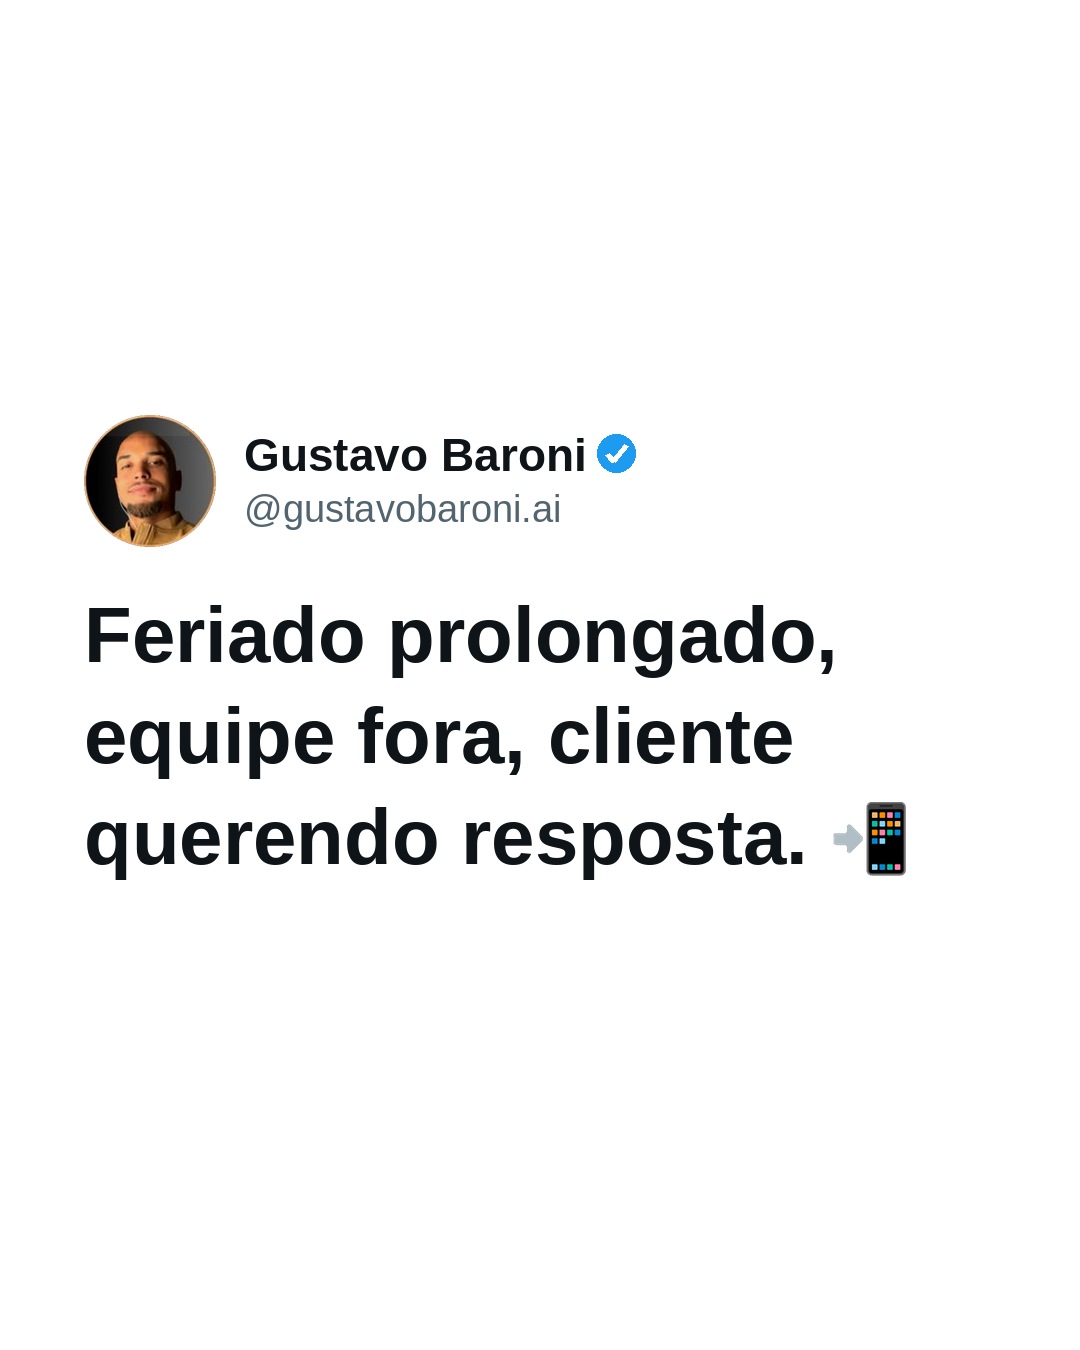 Gustavo Baroni
@gustavobaroni.ai
Feriado prolongado,
equipe fora, cliente
querendo resposta. 📲